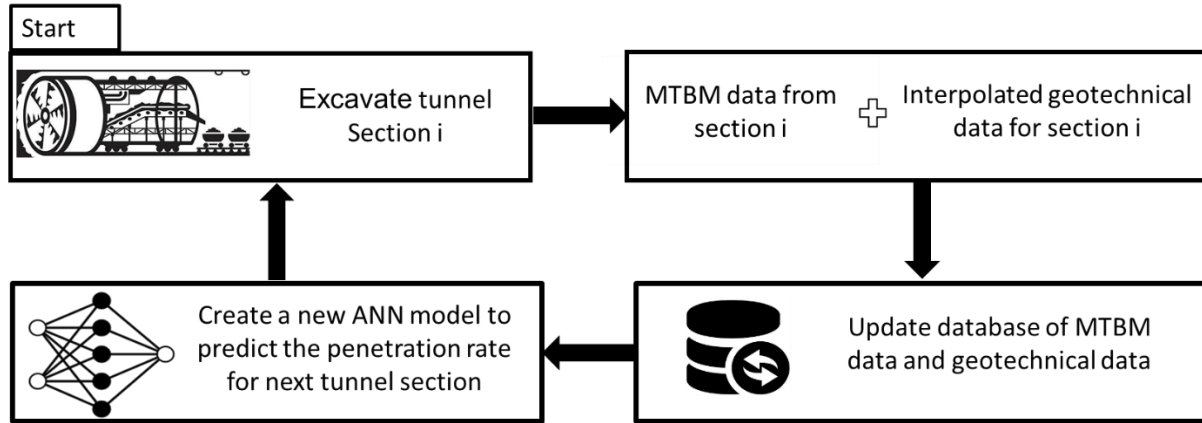 Start
Excavate tunnel
Section i
MTBM data from
section i
Interpolated geotechnical
data for section i
Create a new ANN model to
predict the penetration rate
for next tunnel section
Update database of MTBM
data and geotechnical data